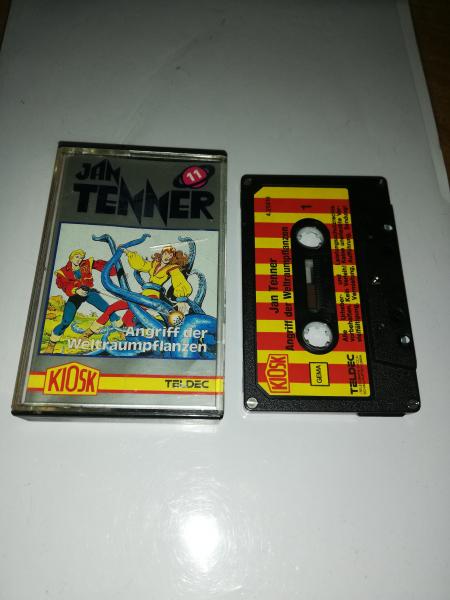 JAN
TENNER
11
Angriff der
Weltraumpflanzen
KIOSK
TELDEC
1
Jan Tenner
Angriff der Weltraumpflanzen
KIOSK
GEMA
TELDEC